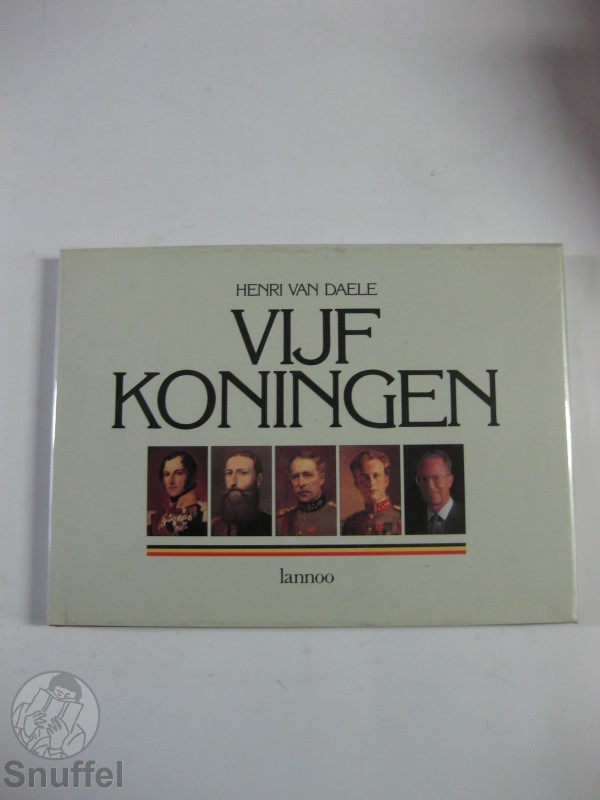 HENRI VAN DAELE
VIJF
KONINGEN
lannoo
Snuffel